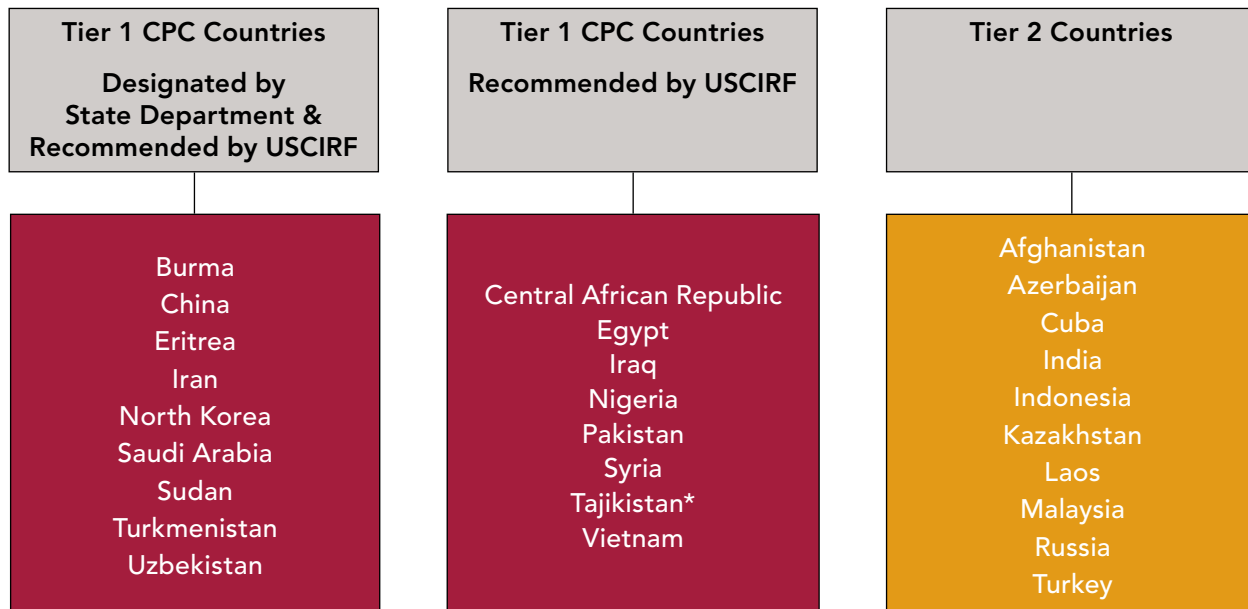 Tier 1 CPC Countries
Designated by
State Department &
Recommended by USCIRF
Burma
China
Eritrea
Iran
North Korea
Saudi Arabia
Sudan
Turkmenistan
Uzbekistan
Tier 1 CPC Countries
Recommended by USCIRF
Central African Republic
Egypt
Iraq
Nigeria
Pakistan
Syria
Tajikistan*
Vietnam
Tier 2 Countries
Afghanistan
Azerbaijan
Cuba
India
Indonesia
Kazakhstan
Laos
Malaysia
Russia
Turkey